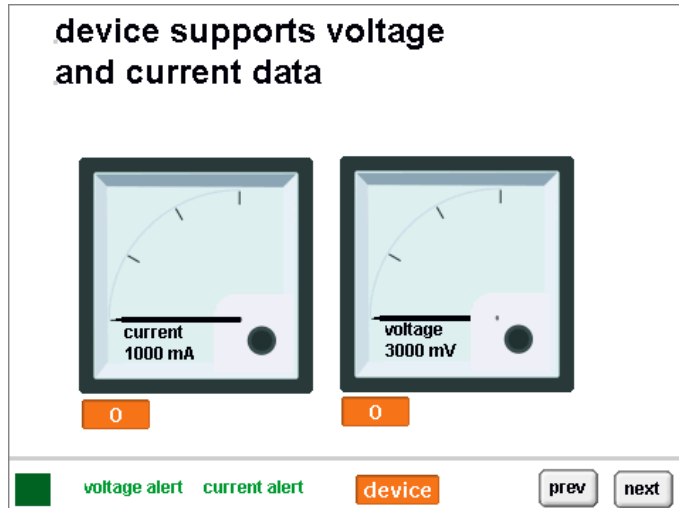 device supports voltage
and current data
current
1000 mA
voltage
3000 mV
0
0
voltage alert
current alert
device
prev
next